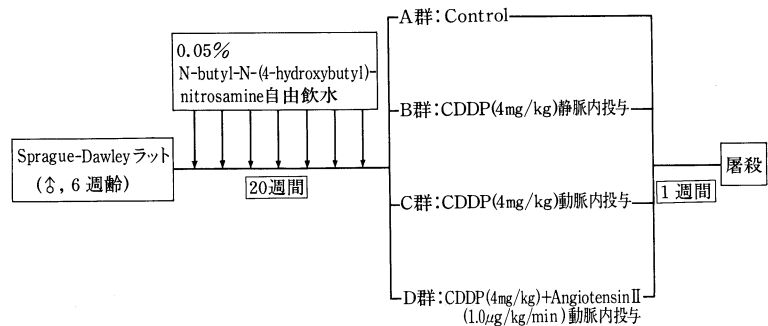 A群:Control
0.05%
N-butyl-N-(4-hydroxybutyl)-
nitrosamine自由飲水
B群:CDDP(4mg/kg)静脈内投与
Sprague-Dawleyラット
(♂, 6週齢)
20週間
屠殺
1週間
C群:CDDP(4mg/kg)動脈内投与
D群:CDDP(4mg/kg)+AngiotensinⅡ
(1.0μg/kg/min)動脈内投与